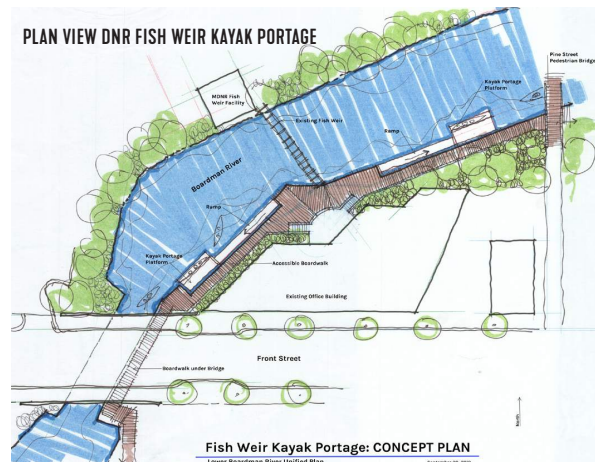 PLAN VIEW DNR FISH WEIR KAYAK PORTAGE
Pine Street
Pedestrian Bridge
Kayak Portage
Platform
MDNR Fish
Weir Facility
Existing Fish Weir
Ramp
Boardman River
Ramp
Kayak Portage
Platform
Accessible Boardwalk
Existing Office Building
Front Street
Boardwalk under Bridge
North
Fish Weir Kayak Portage: CONCEPT PLAN
Lower Boardman River Unified Plan